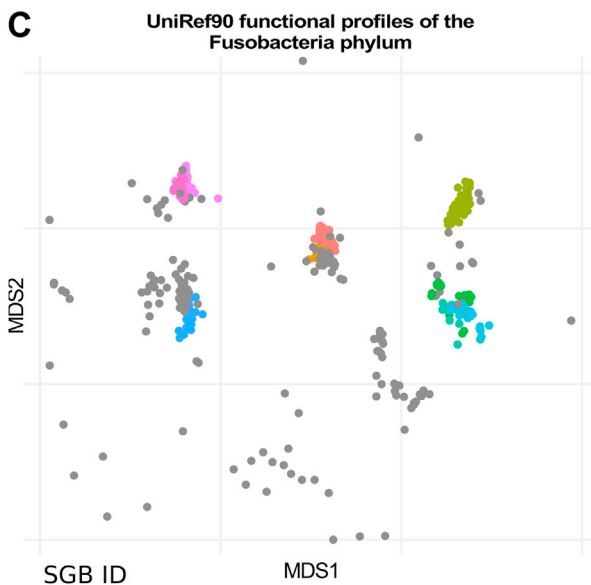 C
UniRef90 functional profiles of the
Fusobacteria phylum
MDS2
MDS1
SGB ID